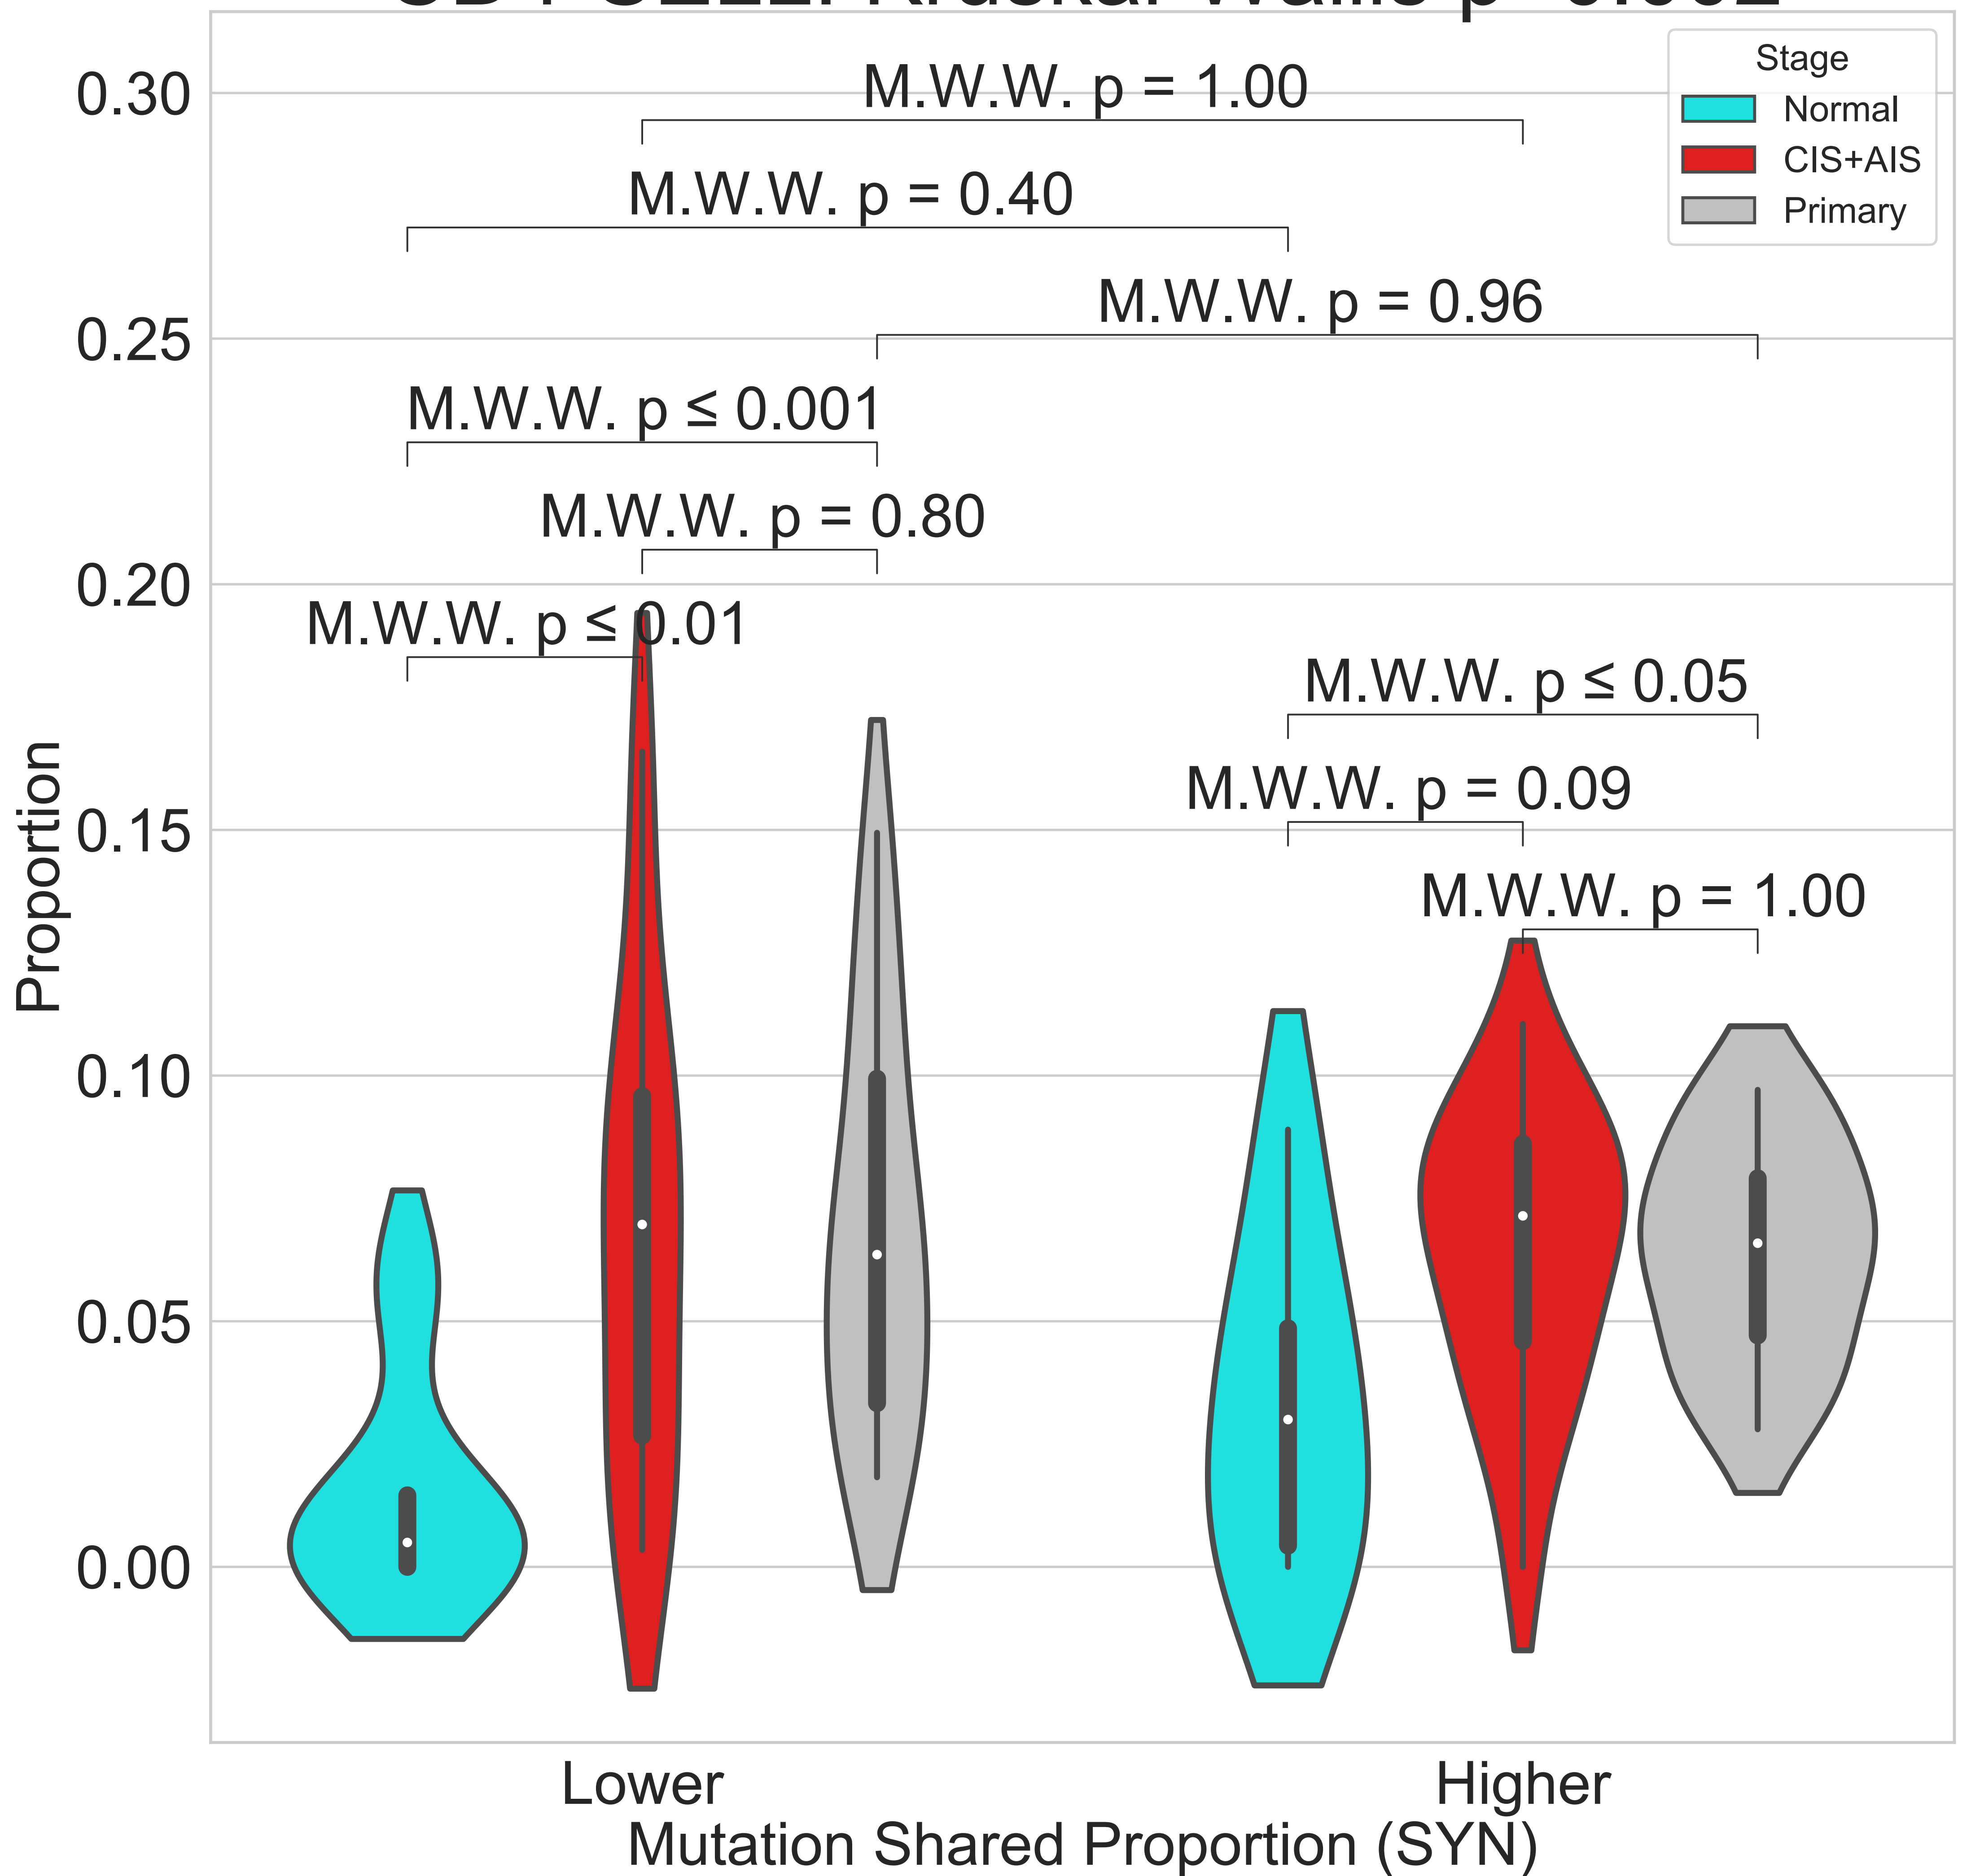 Stage
Normal
CIS+AIS
Primary
M.W.W. p = 1.00
M.W.W. p = 0.40
M.W.W. p = 0.96
M.W.W. p ≤ 0.001
M.W.W. p = 0.80
M.W.W. p ≤ 0.01
M.W.W. p ≤ 0.05
M.W.W. p = 0.09
M.W.W. p = 1.00
0.30
0.25
0.20
0.15
0.10
0.05
0.00
Proportion
Lower
Higher
Mutation Shared Proportion (SYN)